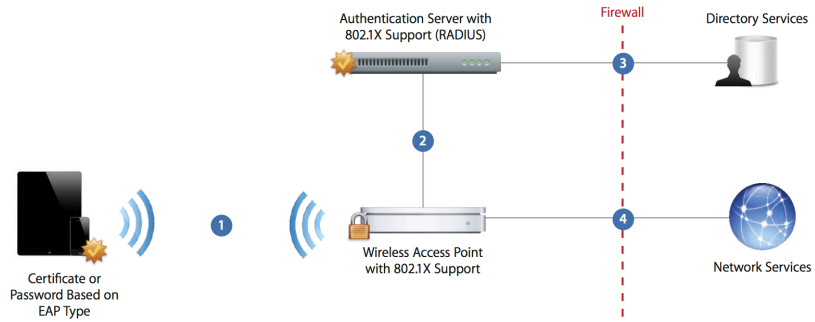 Authentication Server with
802.1X Support (RADIUS)
Firewall
Directory Services
3
2
1
4
Wireless Access Point
with 802.1X Support
Network Services
Certificate or
Password Based on
EAP Type